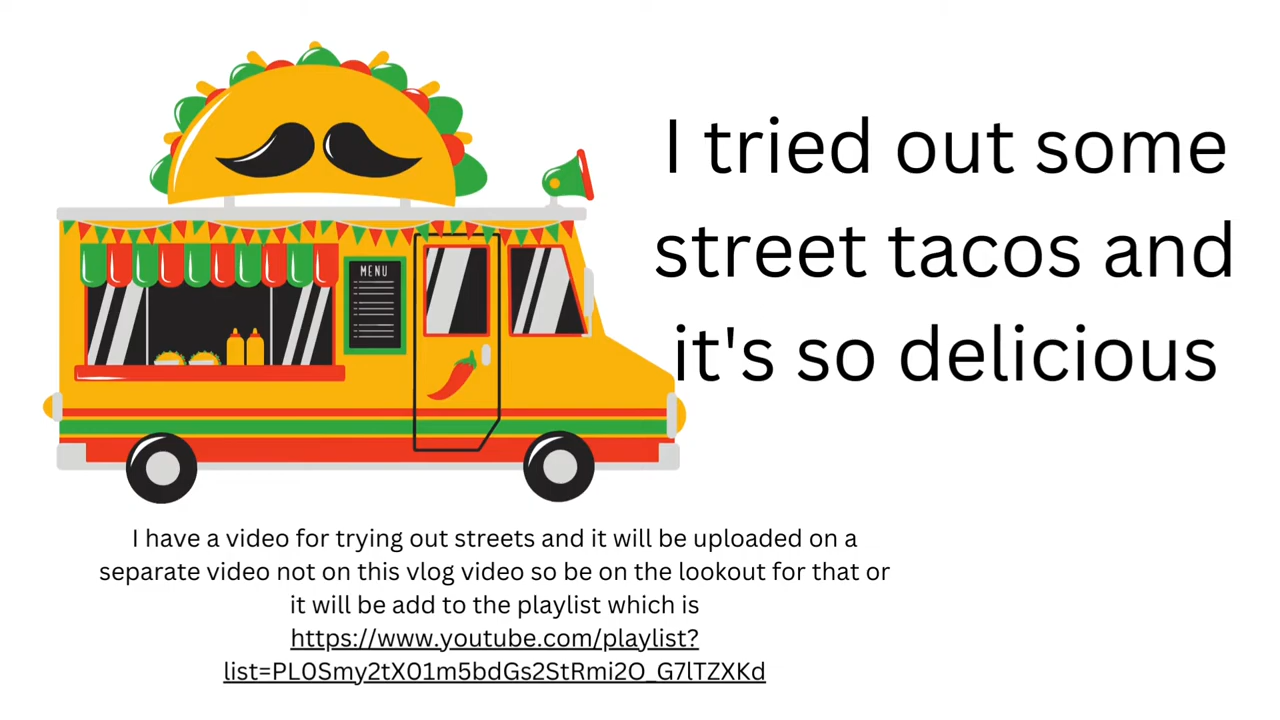 I tried out some
street tacos and
it's so delicious
MENU
I have a video for trying out streets and it will be uploaded on a
separate video not on this vlog video so be on the lookout for that or
it will be add to the playlist which is
https://www.youtube.com/playlist?
list=PL0Smy2tX01m5bdGs2StRmi2O_G7lTZXKd